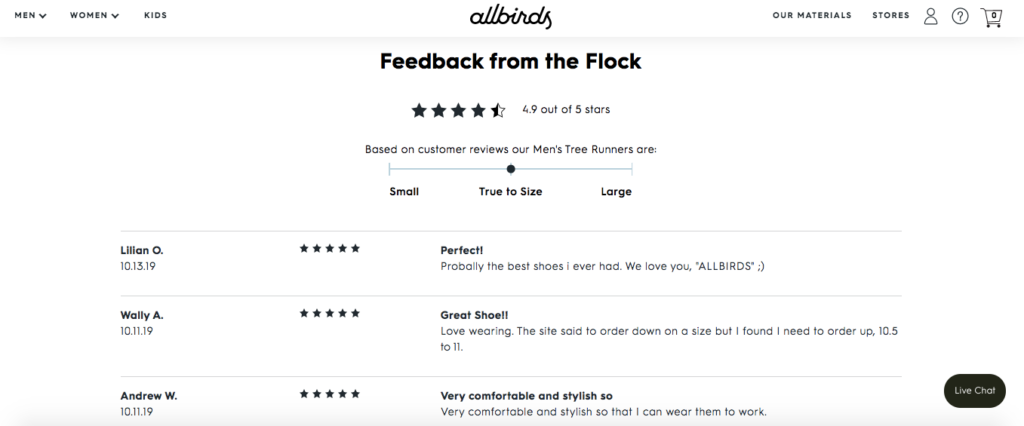 MEN
WOMEN
KIDS
allbirds
OUR MATERIALS
STORES
?
0
Feedback from the Flock
4.9 out of 5 stars
Based on customer reviews our Men's Tree Runners are:
Small
True to Size
Large
Lilian O.
10.13.19
Perfect!
Probally the best shoes i ever had. We love you, "ALLBIRDS" ;)
Wally A.
10.11.19
Great Shoe!!
Love wearing. The site said to order down on a size but I found I need to order up, 10.5
to 11.
Andrew W.
10.11.19
Very comfortable and stylish so
Very comfortable and stylish so that I can wear them to work.
Live Chat